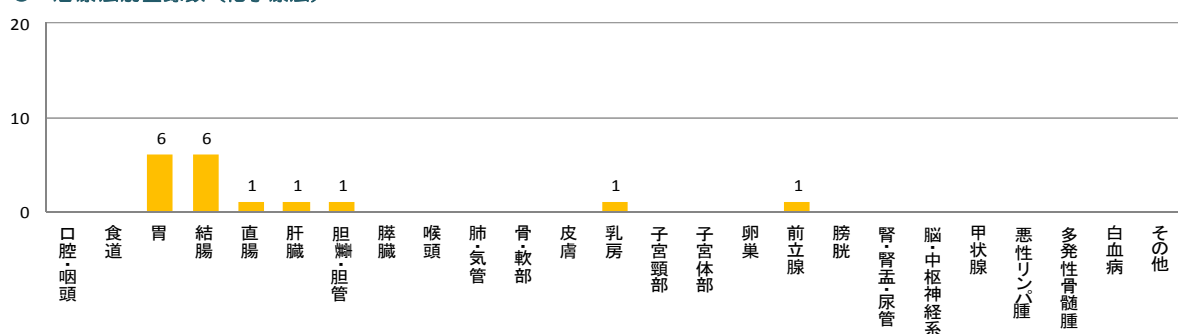 20
10
0
6
6
1
1
1
1
1
口腔・咽頭
食道
胃
結腸
直腸
肝臓
胆嚢・胆管
膵臓
喉頭
肺・気管
骨・軟部
皮膚
乳房
子宮頸部
子宮体部
卵巣
前立腺
膀胱
腎・腎盂・尿管
脳・中枢神経系
甲状腺
悪性リンパ腫
多発性骨髄腫
白血病
その他